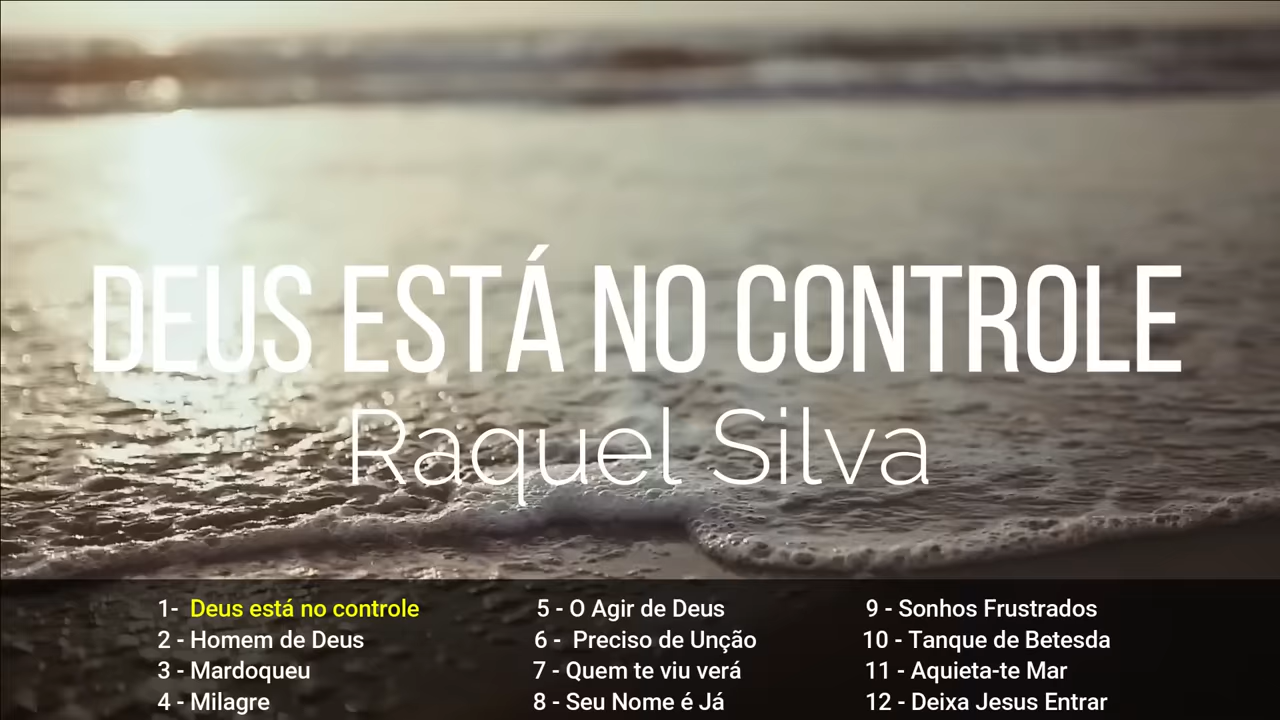 DEUS ESTÁ NO CONTROLE
Raquel Silva
1- Deus está no controle
2 - Homem de Deus
3 - Mardoqueu
4 - Milagre
5 - O Agir de Deus
6 - Preciso de Unção
7 - Quem te viu verá
8 - Seu Nome é Já
9 - Sonhos Frustrados
10 - Tanque de Betesda
11 - Aquieta-te Mar
12 - Deixa Jesus Entrar